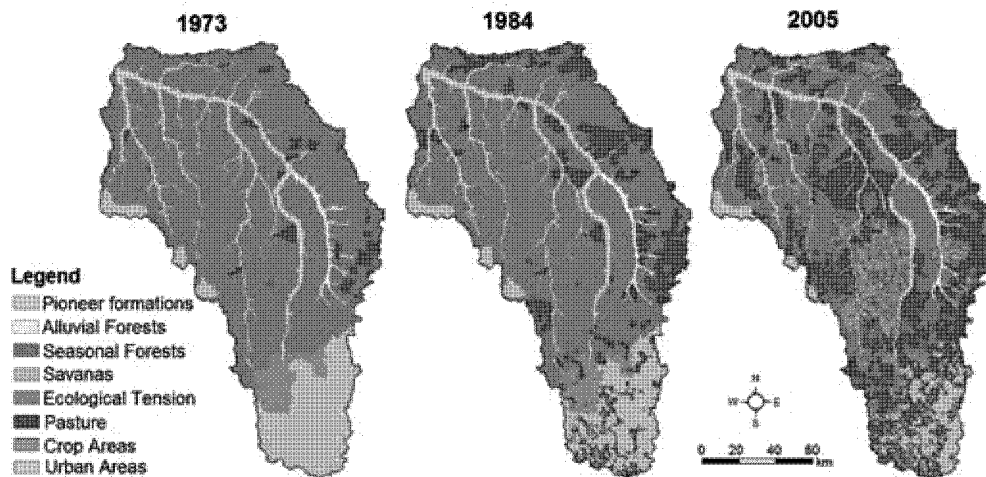 1973
1984
2005
Legend
Pioneer formations
Alluvial Forests
Seasonal Forests
Savanas
Ecological Tension
Pasture
Crop Areas
Urban Areas
N
W E
S
0 20 40 60
km